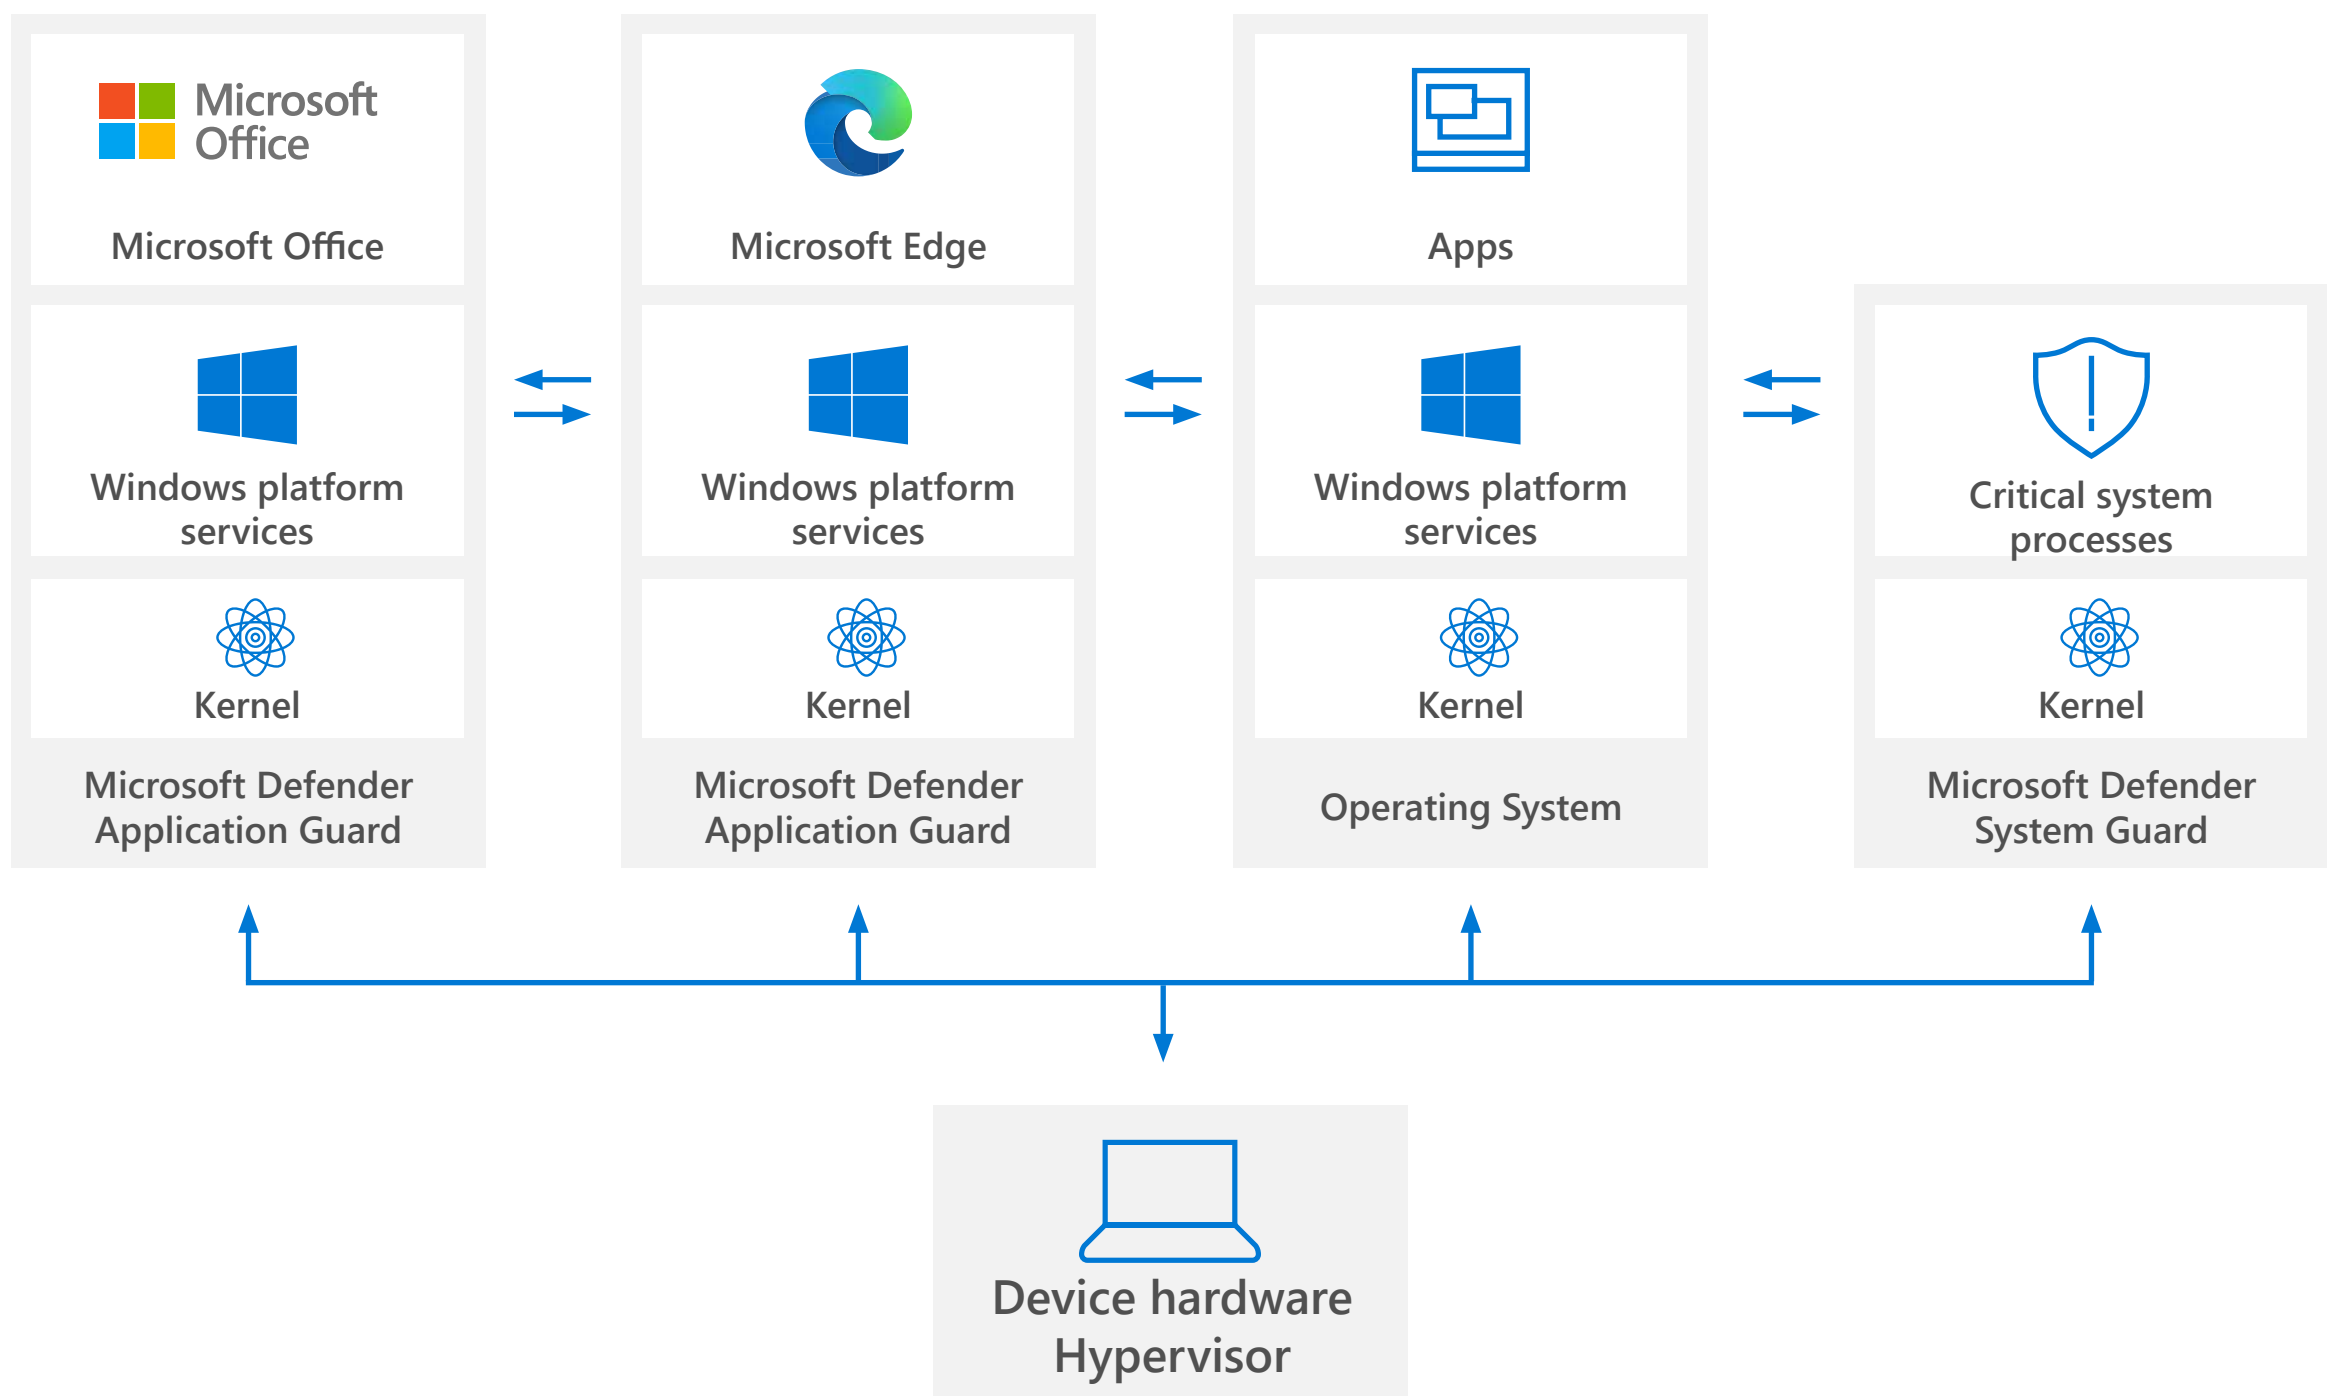 Microsoft
Office
Microsoft Office
Windows platform
services
Kernel
Microsoft Defender
Application Guard
Microsoft Edge
Windows platform
services
Kernel
Microsoft Defender
Application Guard
Apps
Windows platform
services
Kernel
Operating System
Critical system
processes
Kernel
Microsoft Defender
System Guard
Device hardware
Hypervisor